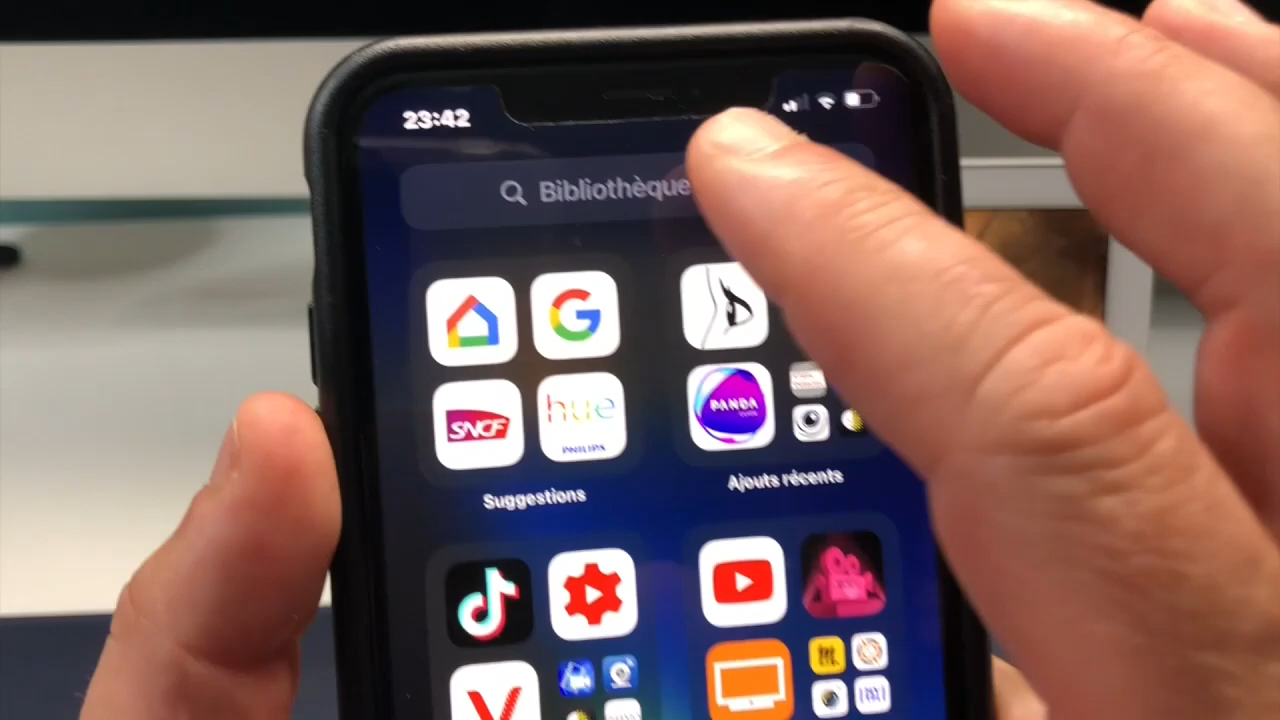 23:42
Bibliothèque
SNCF
hue
PHILIPS
PANDA
Suggestions
Ajouts récents